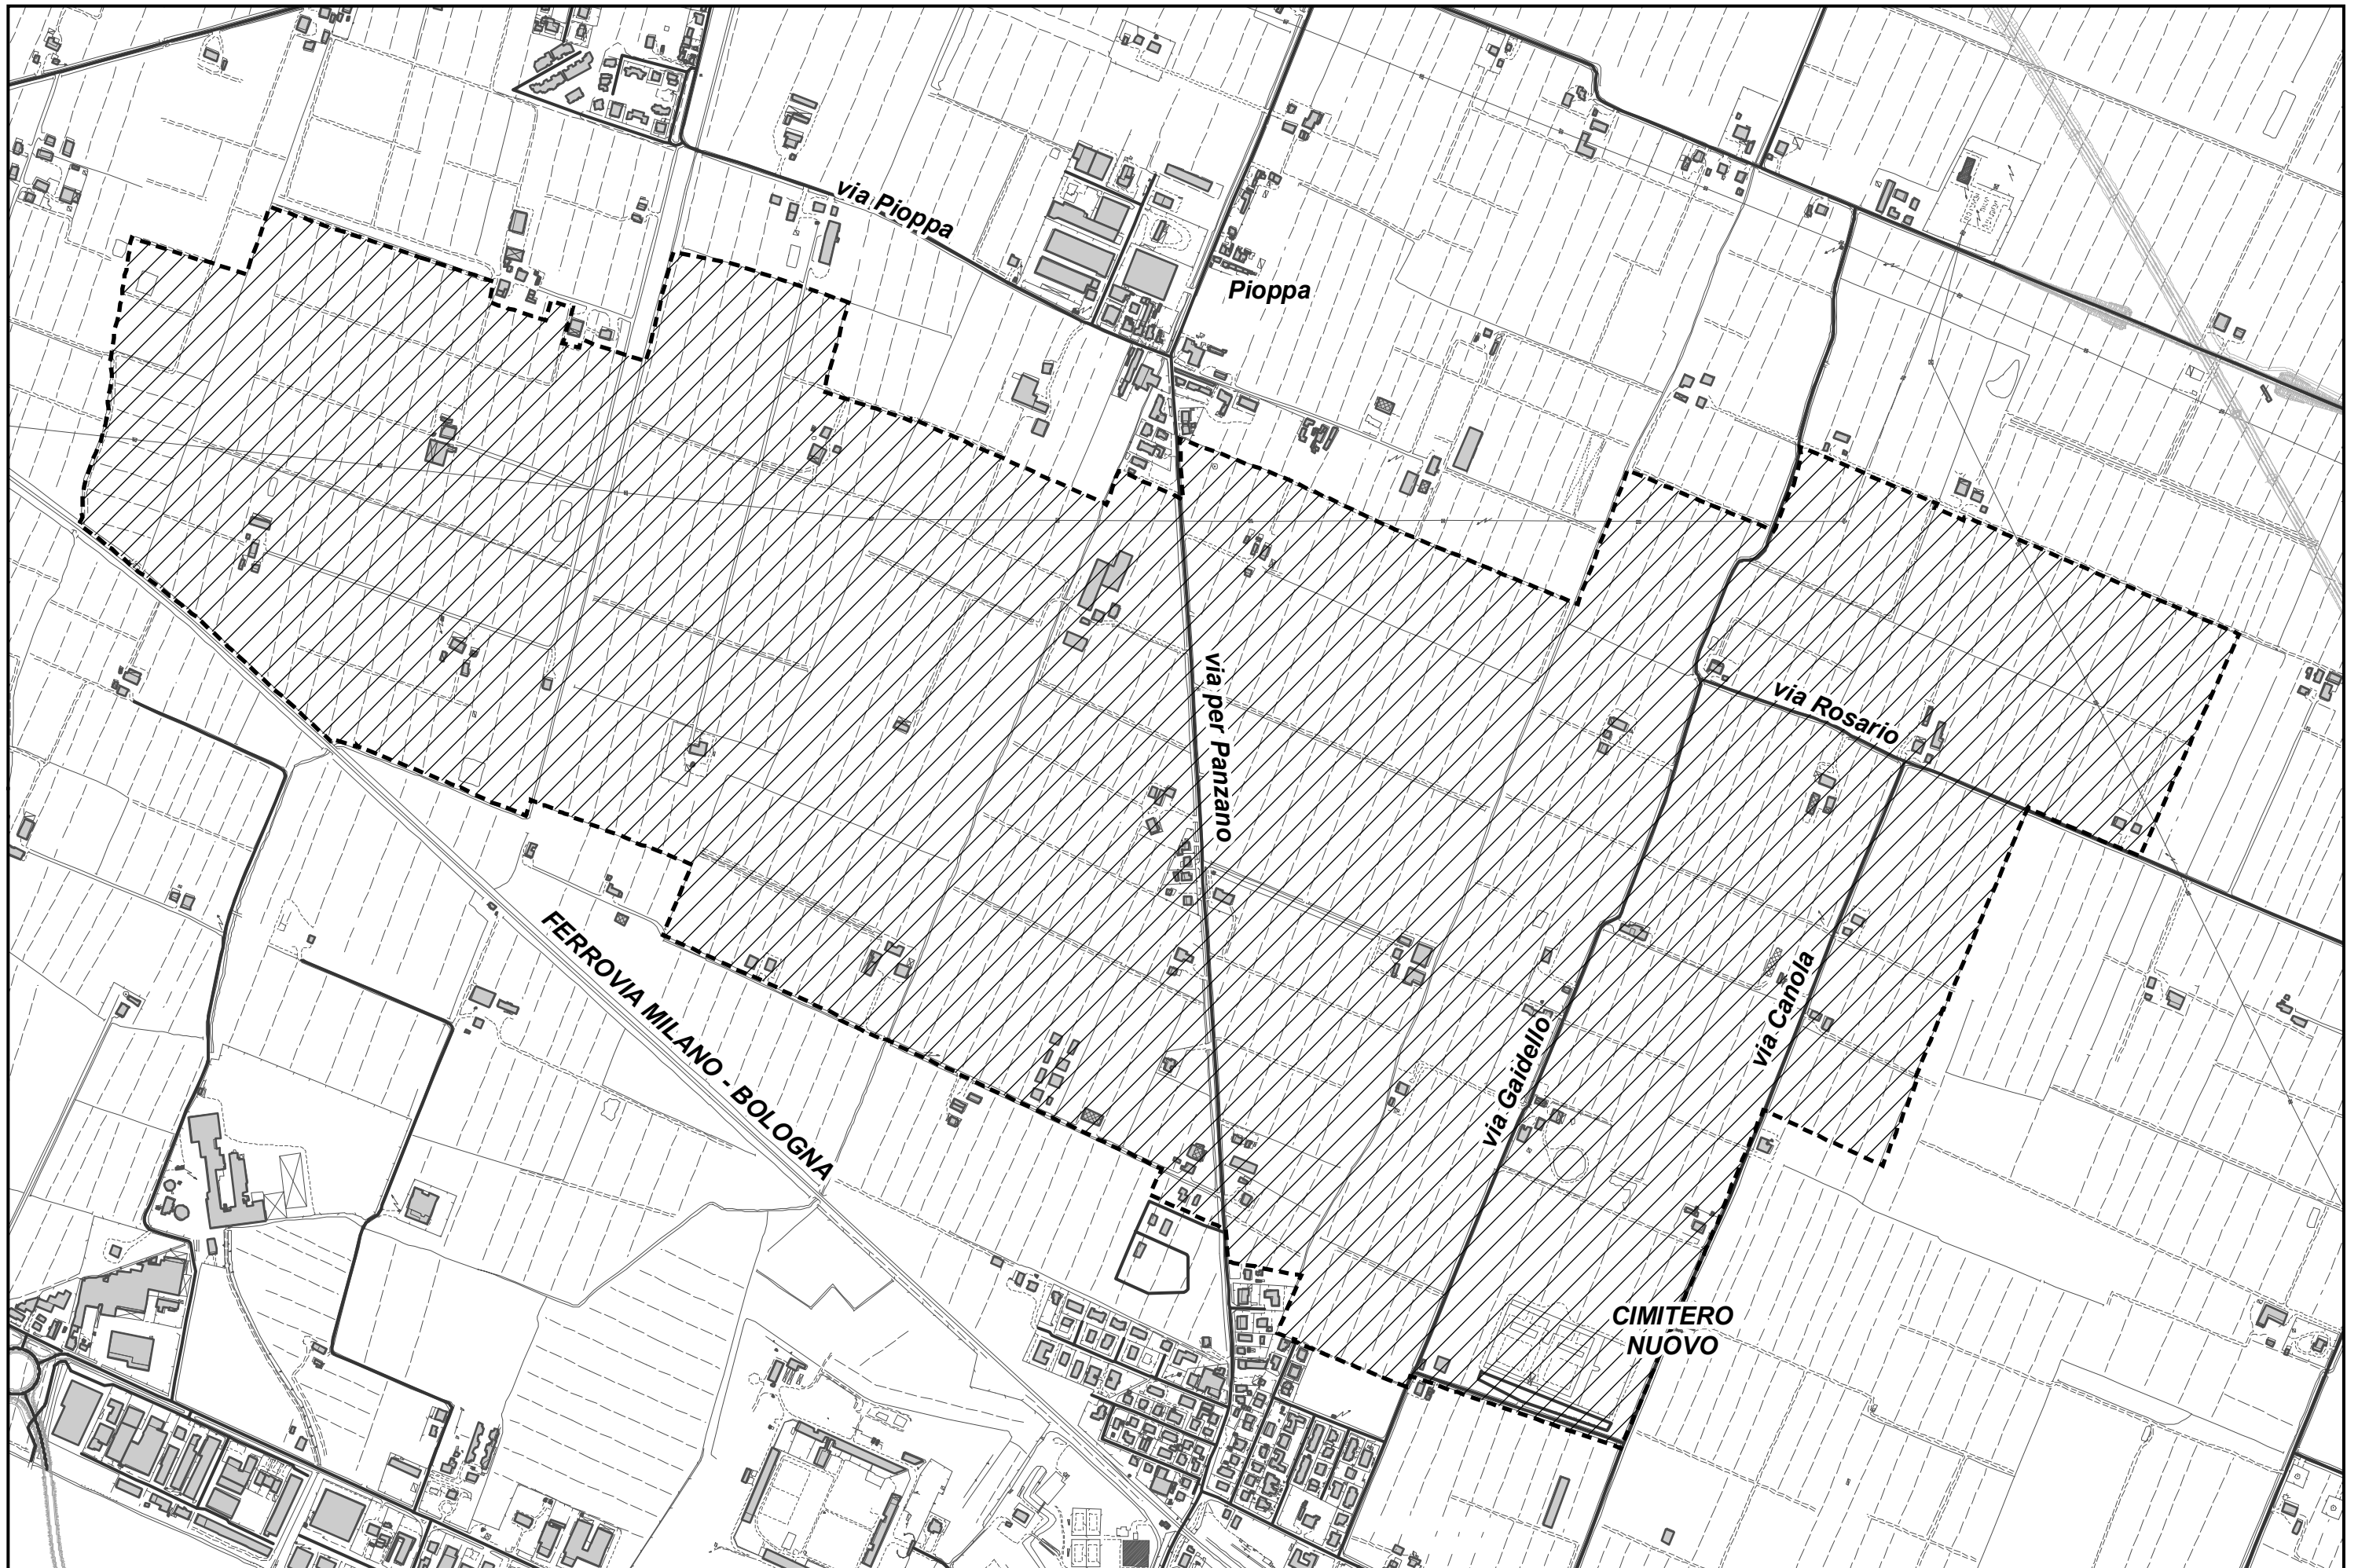 via Pioppa
Pioppa
via per Panzano
via Rosario
FERROVIA MILANO - BOLOGNA
via Gaidello
via Canola
CIMITERO
NUOVO